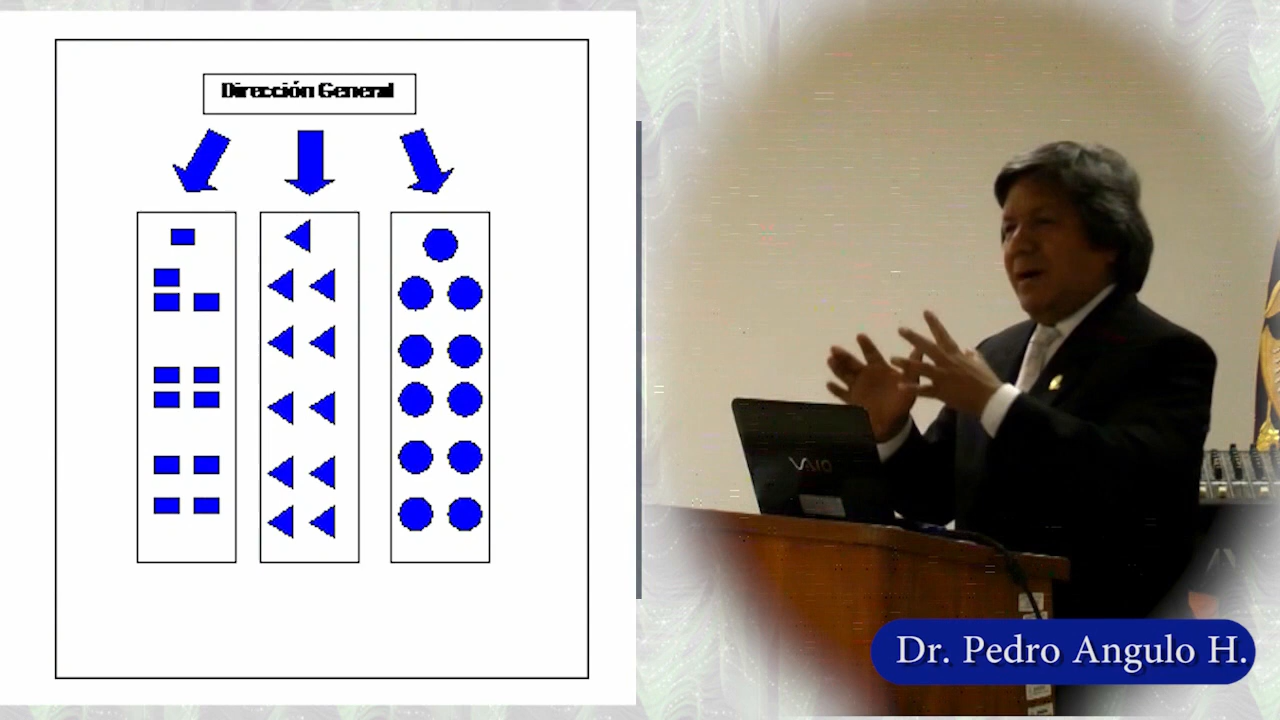 Dirección General
VAIO
Dr. Pedro Angulo H.